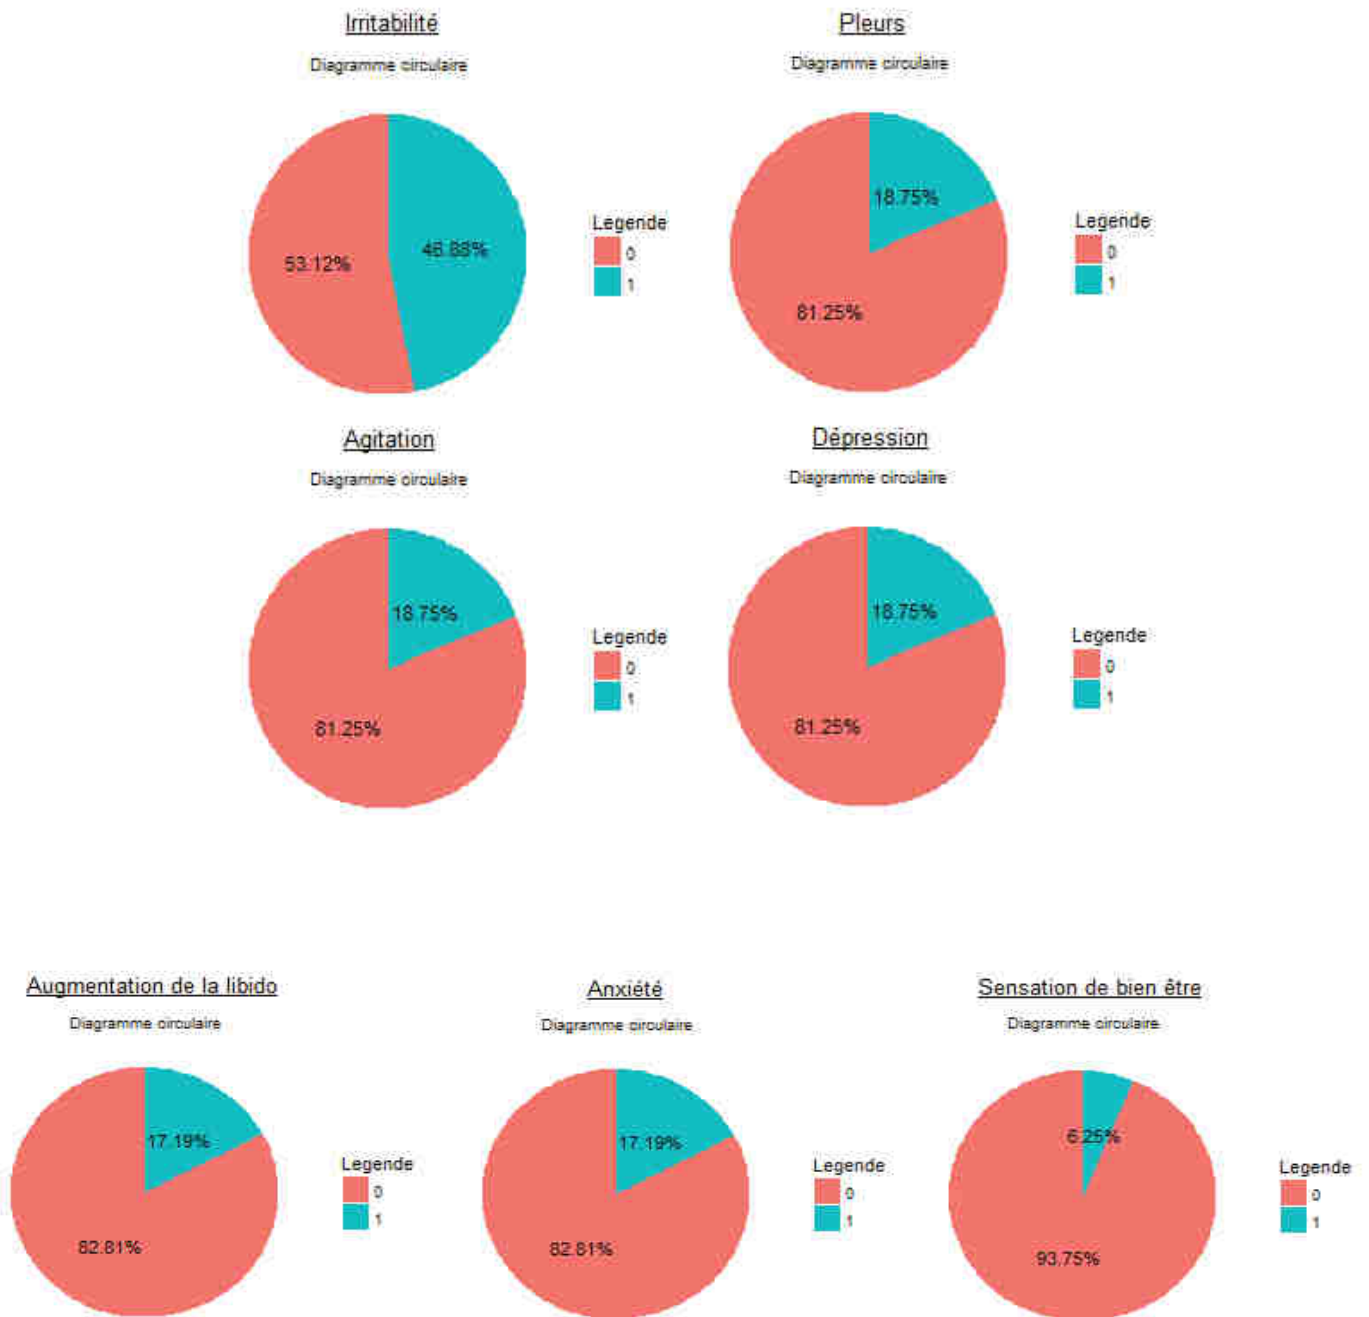 Irritabilité
Diagramme circulaire
53.12%
46.88%
Legende
0
1
Pleurs
Diagramme circulaire
18.75%
81.25%
Legende
0
1
Agitation
Diagramme circulaire
18.75%
81.25%
Legende
0
1
Dépression
Diagramme circulaire
18.75%
81.25%
Legende
0
1
Augmentation de la libido
Diagramme circulaire
17.19%
82.81%
Legende
0
1
Anxiété
Diagramme circulaire
17.19%
82.81%
Legende
0
1
Sensation de bien être
Diagramme circulaire
6.25%
93.75%
Legende
0
1